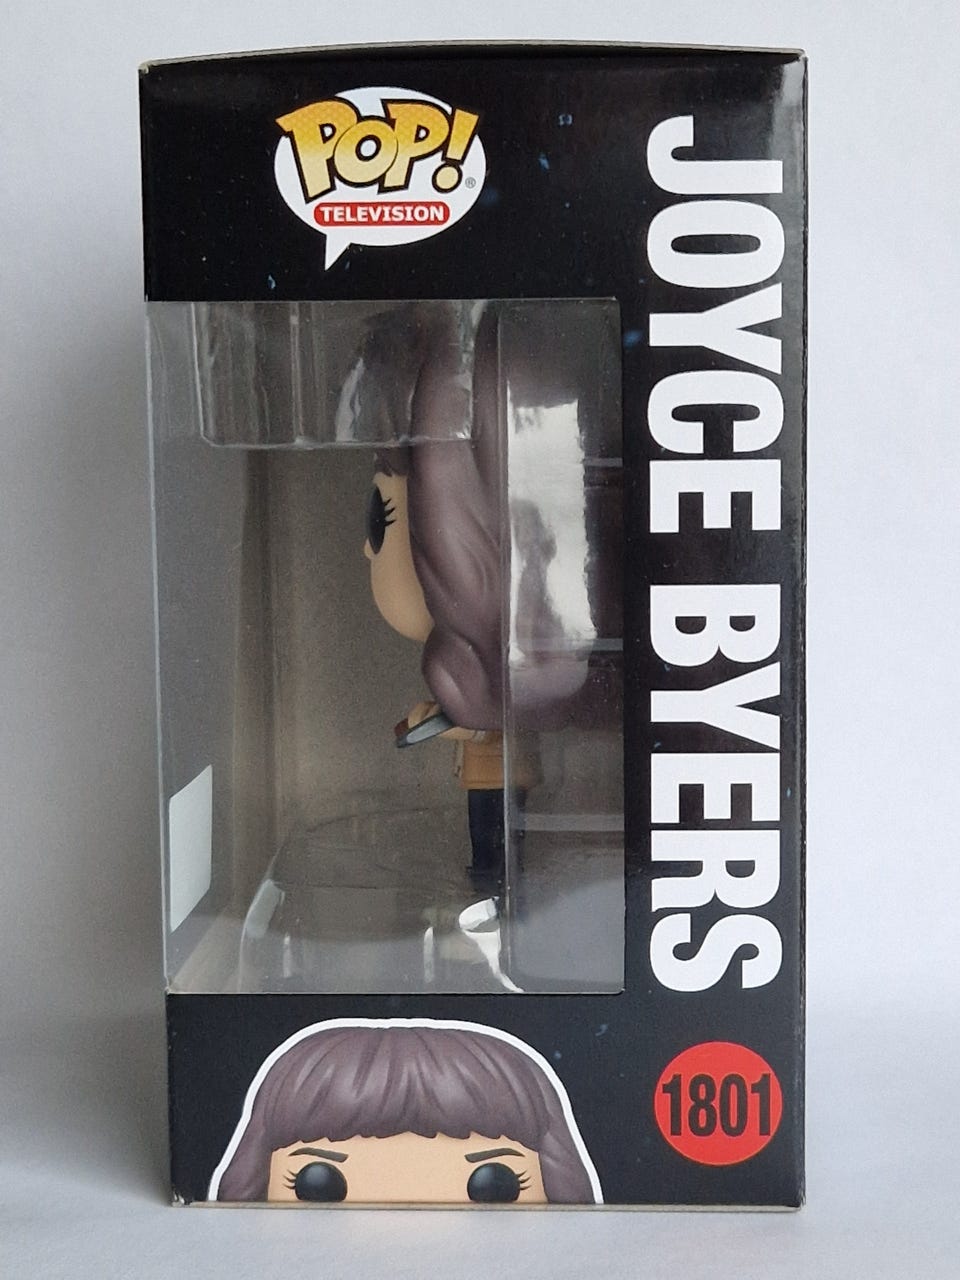 POP!®
TELEVISION
JOYCE BYERS
1801